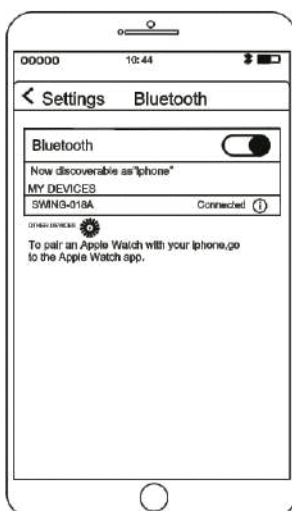 00000 10:44
< Settings Bluetooth
Bluetooth
Now discoverable as"Iphone"
MY DEVICES
SWING-018A Connected i
OTHER DEVICES
To pair an Apple Watch with your Iphone,go
to the Apple Watch app.